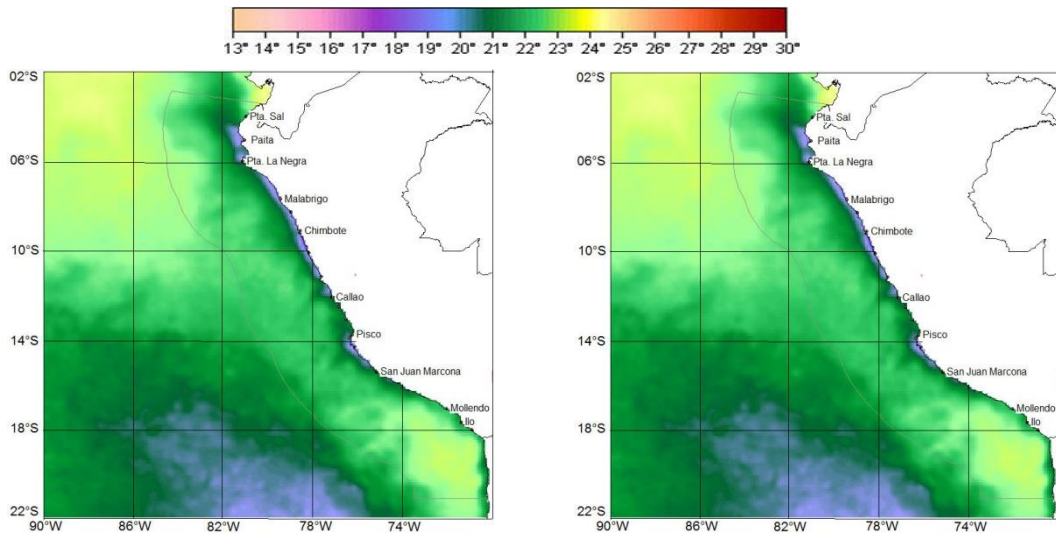 13° 14° 15° 16° 17° 18° 19° 20° 21° 22° 23° 24° 25° 26° 27° 28° 29° 30°
02°S
Pta. Sal
Paita
06°S
Pta. La Negra
Malabrigo
Chimbote
10°S
Callao
14°S
Pisco
San Juan Marcona
Mollendo
Ilo
18°S
22°S
90°W 86°W 82°W 78°W 74°W
02°S
Pta. Sal
Paita
06°S
Pta. La Negra
Malabrigo
Chimbote
10°S
Callao
14°S
Pisco
San Juan Marcona
Mollendo
Ilo
18°S
22°S
90°W 86°W 82°W 78°W 74°W